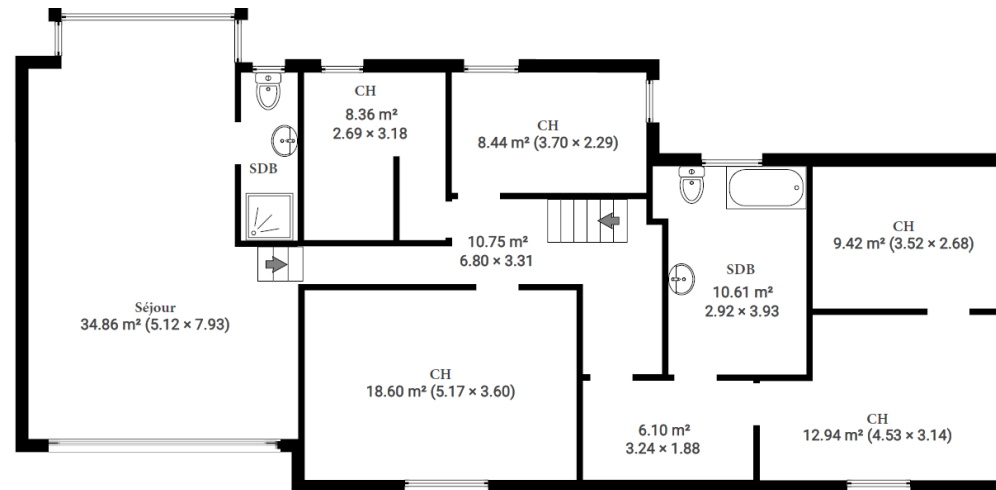 CH
8.36 m²
2.69 × 3.18
CH
8.44 m² (3.70 × 2.29)
SDB
10.75 m²
6.80 × 3.31
CH
9.42 m² (3.52 × 2.68)
SDB
10.61 m²
2.92 × 3.93
Séjour
34.86 m² (5.12 × 7.93)
CH
18.60 m² (5.17 × 3.60)
6.10 m²
3.24 × 1.88
CH
12.94 m² (4.53 × 3.14)